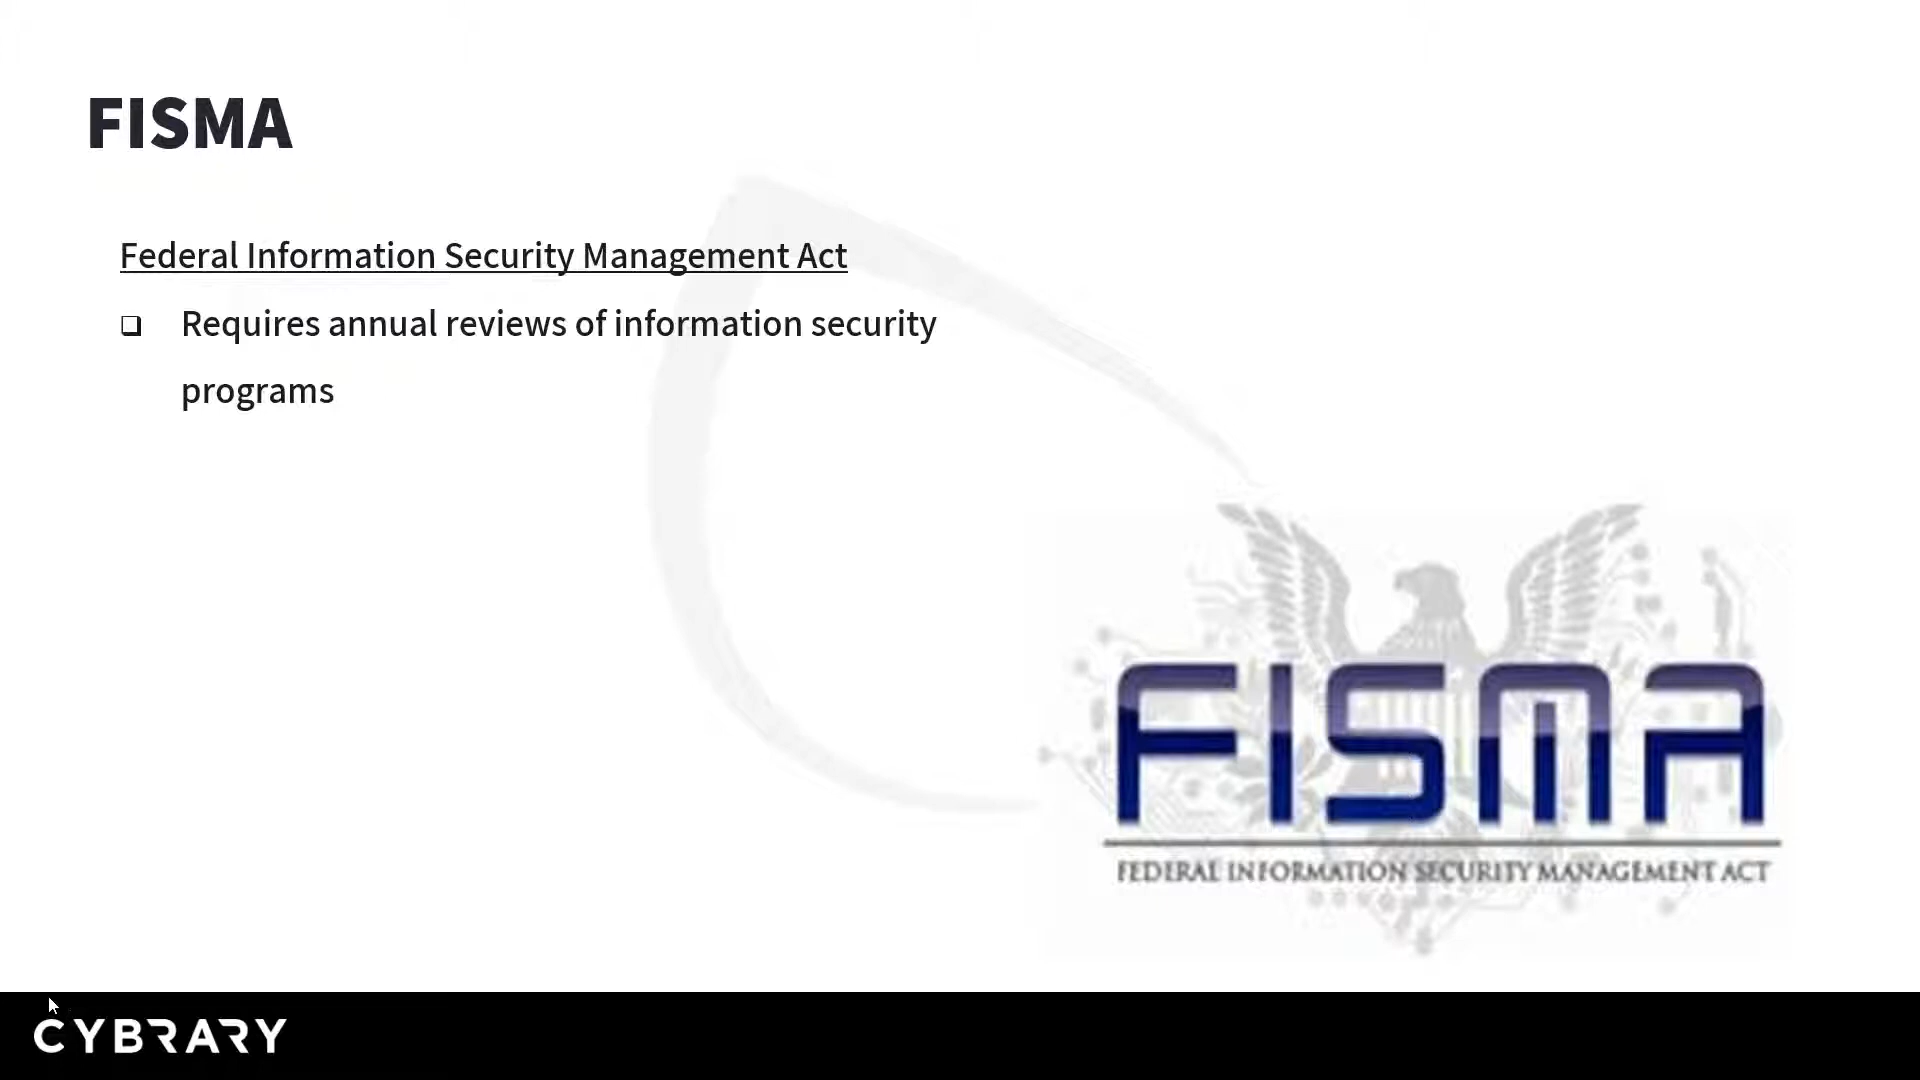 FISMA
Federal Information Security Management Act
❑ Requires annual reviews of information security
programs
FISMA
FEDERAL INFORMATION SECURITY MANAGEMENT ACT
CYBRARY